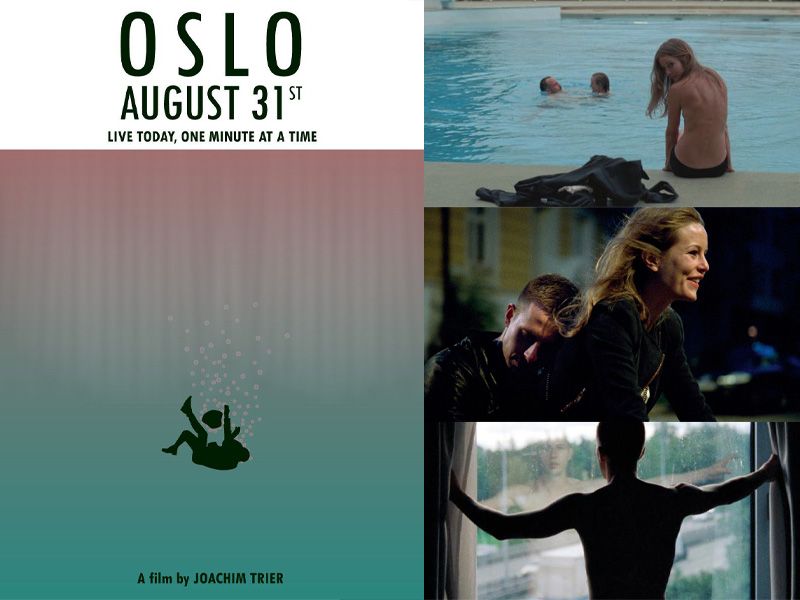 OSLO
AUGUST 31ST
LIVE TODAY, ONE MINUTE AT A TIME
A film by JOACHIM TRIER